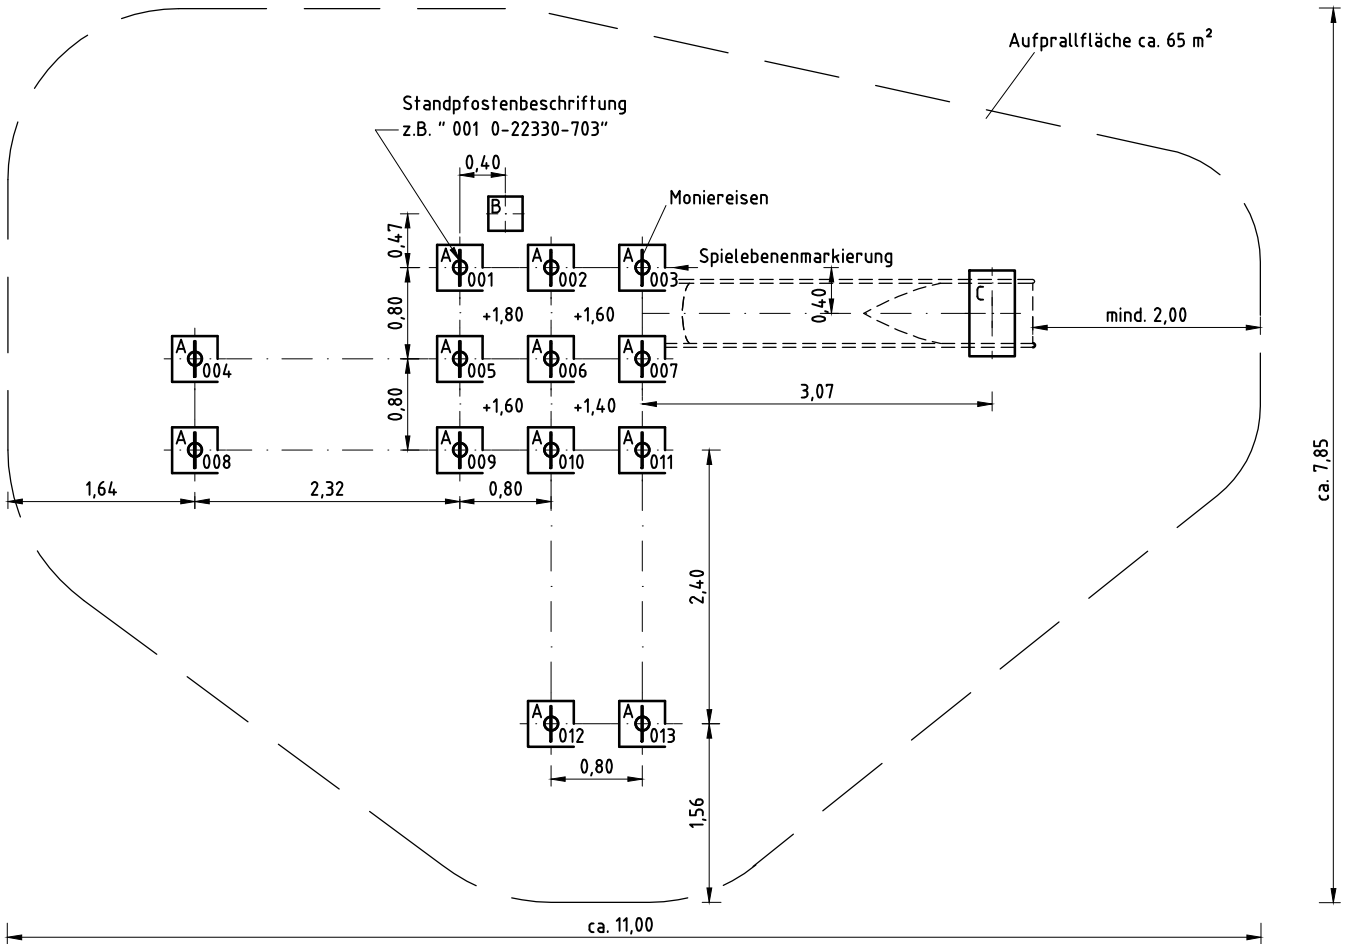 Aufprallfläche ca. 65 m²
Standpfostenbeschriftung
z.B. " 001 0-22330-703"
0,40
B
Moniereisen
0,47
A
001
A
002
A
003
Spielebenenmarkierung
0,80
+1,80
+1,60
0,40
C
mind. 2,00
A
004
A
005
A
006
A
007
0,80
+1,60
+1,40
3,07
A
008
A
009
A
010
A
011
1,64
2,32
0,80
ca. 7,85
2,40
A
012
A
013
0,80
1,56
ca. 11,00